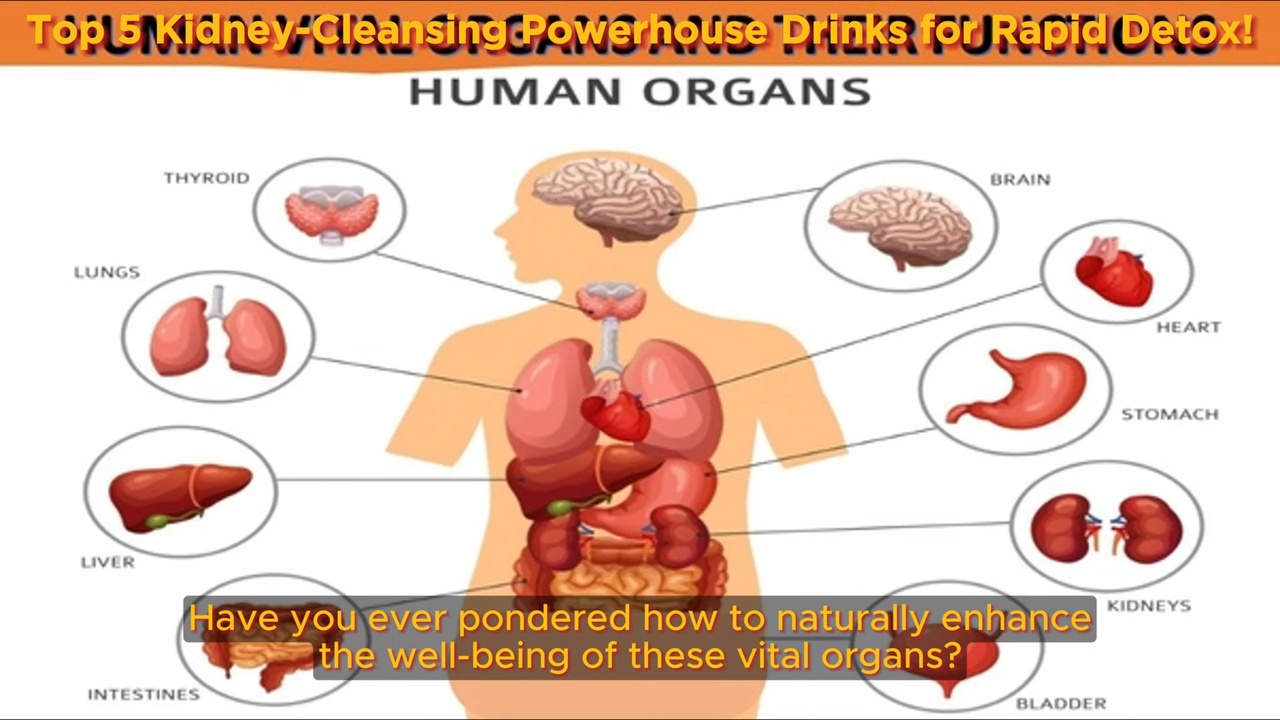 Top 5 Kidney-Cleansing Powerhouse Drinks for Rapid Detox!
HUMAN ORGANS
THYROID
BRAIN
LUNGS
HEART
STOMACH
LIVER
KIDNEYS
Have you ever pondered how to naturally enhance
the well-being of these vital organs?
INTESTINES
BLADDER